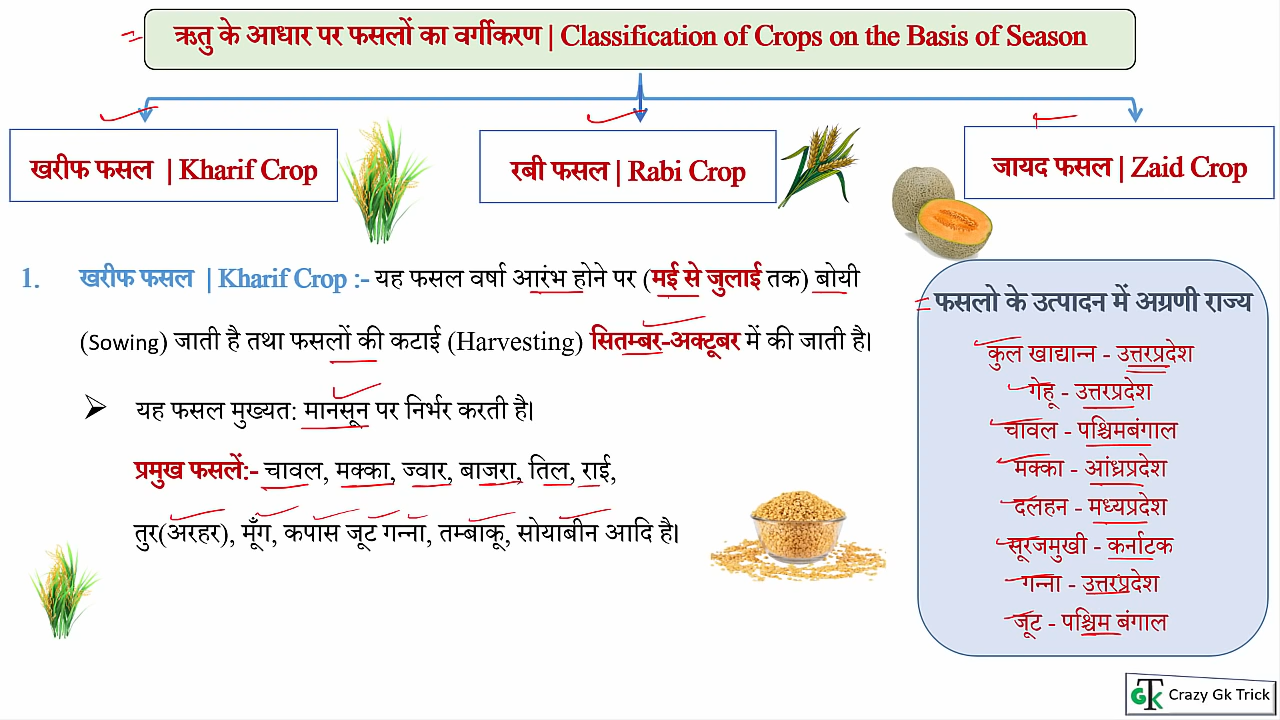 ऋतु के आधार पर फसलों का वर्गीकरण | Classification of Crops on the Basis of Season
खरीफ फसल | Kharif Crop
रबी फसल | Rabi Crop
जायद फसल | Zaid Crop
1. खरीफ फसल | Kharif Crop :- यह फसल वर्षा आरंभ होने पर (मई से जुलाई तक) बोयी
(Sowing) जाती है तथा फसलों की कटाई (Harvesting) सितम्बर-अक्टूबर में की जाती है।
➢ यह फसल मुख्यत: मानसून पर निर्भर करती है।
प्रमुख फसलें:- चावल, मक्का, ज्वार, बाजरा, तिल, राई,
तुर(अरहर), मूँग, कपास जूट गन्ना, तम्बाकू, सोयाबीन आदि है।
फसलो के उत्पादन में अग्रणी राज्य
कुल खाद्यान्न - उत्तरप्रदेश
गेहू - उत्तरप्रदेश
चावल - पश्चिमबंगाल
मक्का - आंध्रप्रदेश
दलहन - मध्यप्रदेश
सूरजमुखी - कर्नाटक
गन्ना - उत्तरप्रदेश
जूट - पश्चिम बंगाल
GTK Crazy Gk Trick